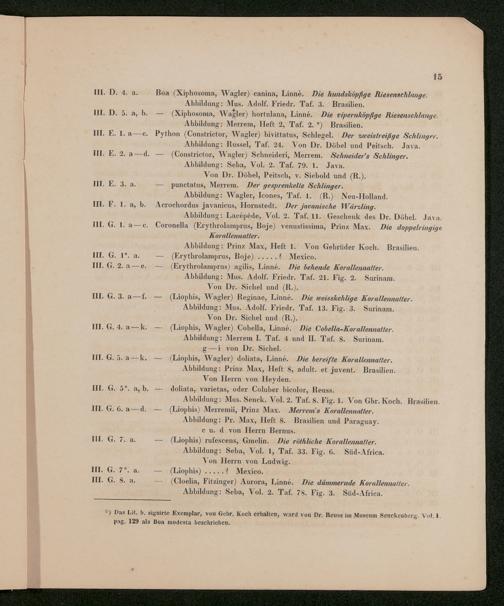 15
III. D. 4. a. Boa (Xiphosoma, Wagler) canina, Linné. Die hundsköpfige Riesenschlange.
Abbildung: Mus. Adolf. Friedr. Taf. 3. Brasilien.
III. D. 5. a, b. — (Xiphosoma, Wagler) hortulana, Linné. Die vipernköpfige Riesenschlange.
Abbildung: Merrem, Heft 2, Taf. 2. *) Brasilien.
III. E. 1. a—c. Python (Constrictor, Wagler) bivittatus, Schlegel. Der zweistreifige Schlinger.
Abbildung: Russel, Taf. 24. Von Dr. Döbel und Peitsch. Java.
III. E. 2. a—d. — (Constrictor, Wagler) Schneideri, Merrem. Schneider's Schlinger.
Abbildung: Seba, Vol. 2. Taf. 79. 1. Java.
Von Dr. Döbel, Peitsch, v. Siebold und (R.).
III. E. 3. a. — punctatus, Merrem. Der gesprenkelte Schlinger.
Abbildung: Wagler, Icones, Taf. 1. (R.) Neu-Holland.
III. F. 1. a, b. Acrochordus javanicus, Hornstedt. Der javanische Wärzling.
Abbildung: Lacépède, Vol. 2. Taf. 11. Geschenk des Dr. Döbel. Java.
III. G. 1. a—c. Coronella (Erythrolamprus, Boje) venustissima, Prinz Max. Die doppelringige
Korallennatter.
Abbildung: Prinz Max, Heft 1. Von Gebrüder Koch. Brasilien.
III. G. 1*. a. — (Erythrolamprus, Boje) . . . . . ? Mexico.
III. G. 2. a—e. — (Erythrolamprus) agilis, Linné. Die behende Korallennatter.
Abbildung: Mus. Adolf. Friedr. Taf. 21. Fig. 2. Surinam.
Von Dr. Sichel und (R.).
III. G. 3. a—f. — (Liophis, Wagler) Reginae, Linné. Die weisskehlige Korallennatter.
Abbildung: Mus. Adolf. Friedr. Taf. 13. Fig. 3. Surinam.
Von Dr. Sichel und (R.).
III. G. 4. a—k. — (Liophis, Wagler) Cobella, Linné. Die Cobella-Korallennatter.
Abbildung: Merrem I. Taf. 4 und II. Taf. 8. Surinam.
g—i von Dr. Sichel.
III. G. 5. a—k. — (Liophis, Wagler) doliata, Linné. Die bereifte Korallennatter.
Abbildung: Prinz Max, Heft 8, adult. et juvent. Brasilien.
Von Herrn von Heyden.
III. G. 5*. a, b. — doliata, varietas, oder Coluber bicolor, Reuss.
Abbildung: Mus. Senck. Vol. 2. Taf. 8. Fig. 1. Von Gbr. Koch. Brasilien.
III. G. 6. a—d. — (Liophis) Merremii, Prinz Max. Merrem's Korallennatter.
Abbildung: Pr. Max, Heft 8. Brasilien und Paraguay.
c u. d von Herrn Bernus.
III. G. 7. a. — (Liophis) rufescens, Gmelin. Die röthliche Korallennatter.
Abbildung: Seba, Vol. 1, Taf. 33. Fig. 6. Süd-Africa.
Von Herrn von Ludwig.
III. G. 7*. a. — (Liophis) . . . . . ? Mexico.
III. G. 8. a. — (Cloelia, Fitzinger) Aurora, Linné. Die dämmernde Korallennatter.
Abbildung: Seba, Vol. 2. Taf. 78. Fig. 3. Süd-Africa.
*) Das Lit. b. signirte Exemplar, von Gebr. Koch erhalten, ward von Dr. Reuss im Museum Senckenberg. Vol. 1.
pag. 129 als Boa modesta beschrieben.